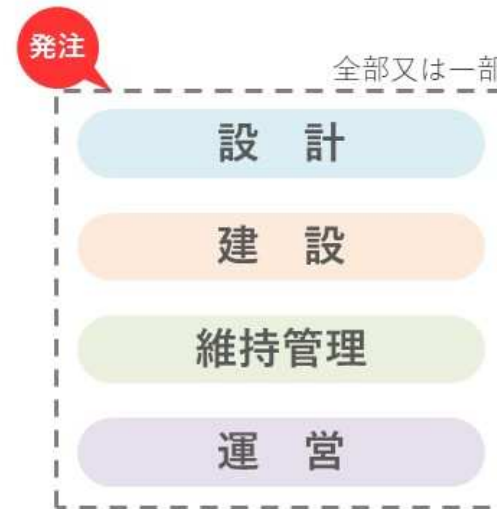 発注
全部又は一部
設　計
建　設
維持管理
運　営